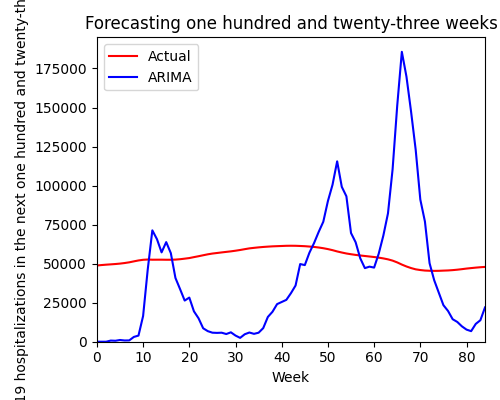 Forecasting one hundred and twenty-three weeks
Actual
ARIMA
175000
150000
125000
100000
75000
50000
25000
0
0 10 20 30 40 50 60 70 80
Week
19 hospitalizations in the next one hundred and twenty-th